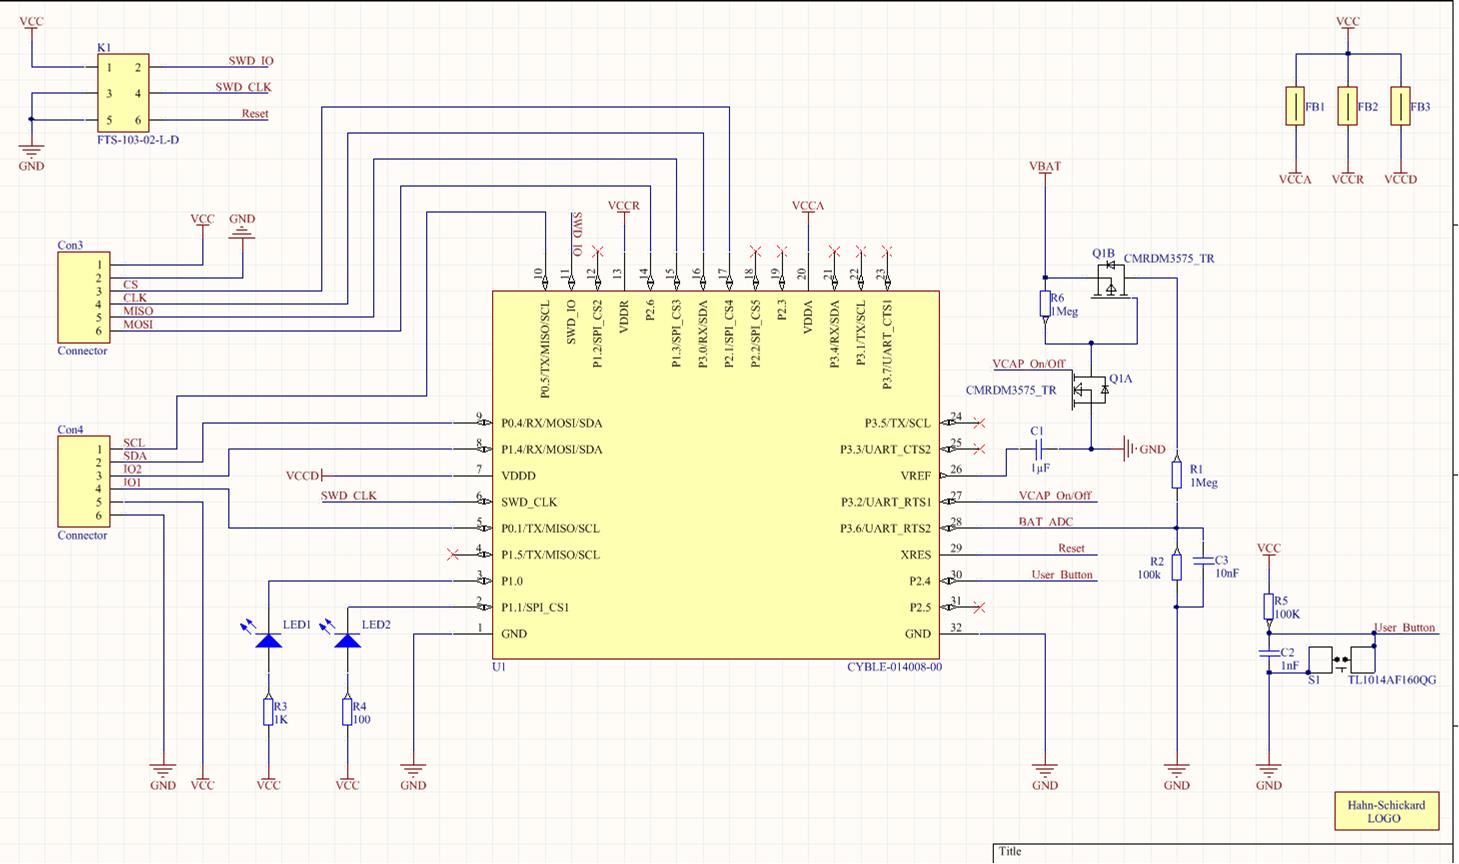 VCC
K1
1 2 SWD_IO
3 4 SWD_CLK
5 6 Reset
FTS-103-02-L-D
GND
VCC
FB1 FB2 FB3
VCCA VCCR VCCD
VCC GND
Con3
1
2
3 CS
4 CLK
5 MISO
6 MOSI
Connector
Con4
1 SCL
2 SDA
3 IO2
4 IO1
5
6
Connector
VCCD
SWD_CLK
SWD_IO
VCCR
VCCA
10 P0.5/TX/MISO/SCL
11 SWD_IO
12 P1.2/SPI_CS2
13 VDDR
14 P2.6
15 P1.3/SPI_CS3
16 P3.0/RX/SDA
17 P2.1/SPI_CS4
18 P2.2/SPI_CS5
19 P2.3
20 VDDA
21 P3.4/RX/SDA
22 P3.1/TX/SCL
23 P3.7/UART_CTS1
9 P0.4/RX/MOSI/SDA
8 P1.4/RX/MOSI/SDA
7 VDDD
6 SWD_CLK
5 P0.1/TX/MISO/SCL
4 P1.5/TX/MISO/SCL
3 P1.0
2 P1.1/SPI_CS1
1 GND
P3.5/TX/SCL 24
P3.3/UART_CTS2 25
VREF 26
P3.2/UART_RTS1 27
P3.6/UART_RTS2 28
XRES 29
P2.4 30
P2.5 31
GND 32
U1 CYBLE-014008-00
LED1 LED2
R3
1K
R4
100
GND VCC VCC VCC GND
VBAT
Q1B CMRDM3575_TR
R6
1Meg
VCAP_On/Off
Q1A
CMRDM3575_TR
C1
1µF
GND
R1
1Meg
VCAP_On/Off
BAT_ADC
Reset
User_Button
R2
100k
C3
10nF
VCC
R5
100K
User_Button
C2
1nF
S1 TL1014AF160QG
GND GND GND
Hahn-Schickard
LOGO
Title